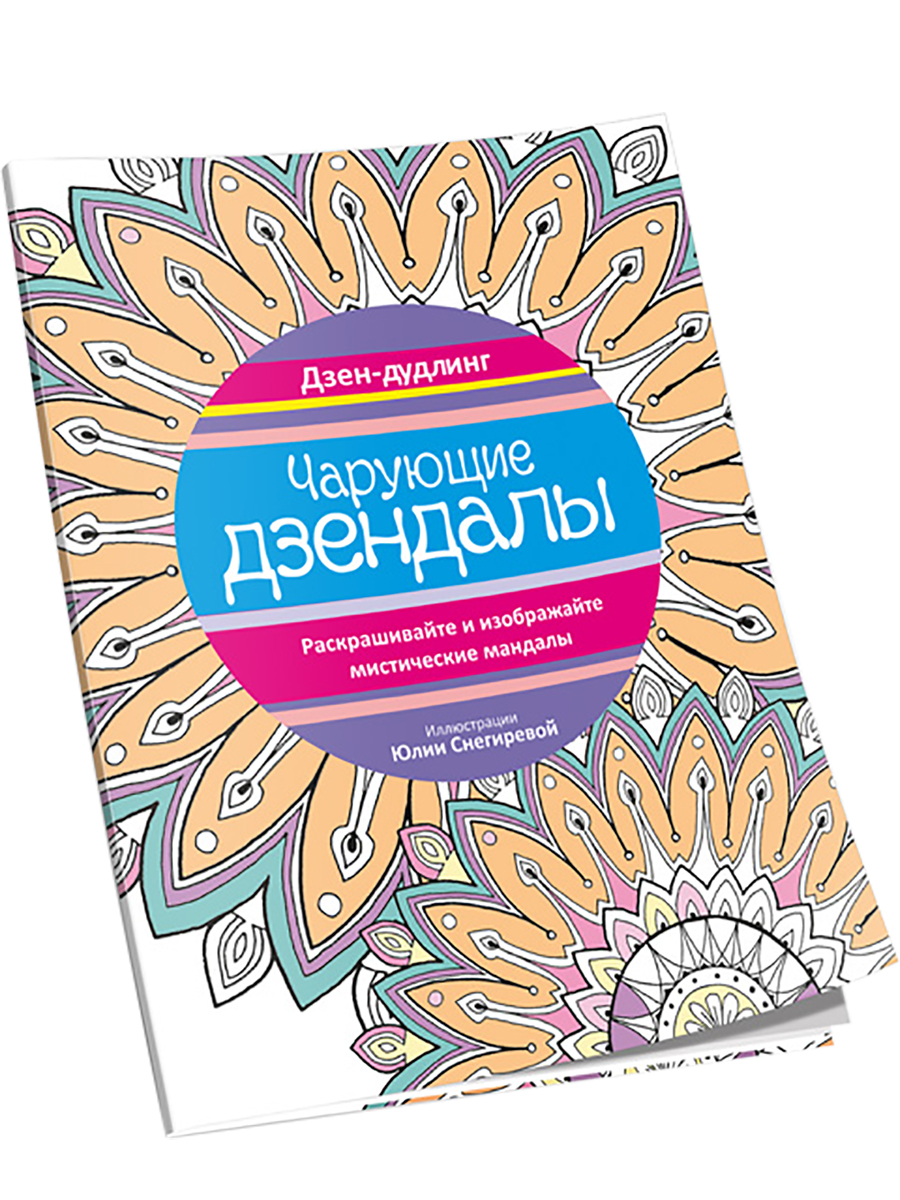 Дзен-дудлинг
Чарующие
дзендалы
Раскрашивайте и изображайте
мистические мандалы
Иллюстрации
Юлии Снегиревой